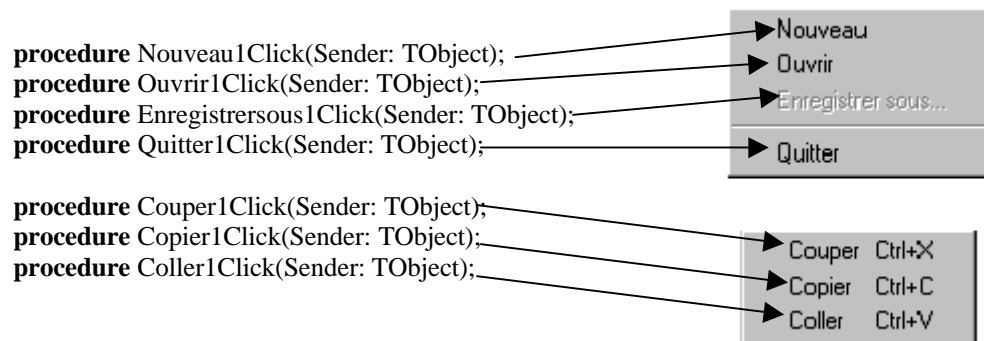 procedure Nouveau1Click(Sender: TObject);
procedure Ouvrir1Click(Sender: TObject);
procedure Enregistrersous1Click(Sender: TObject);
procedure Quitter1Click(Sender: TObject);
Nouveau
Ouvrir
Enregistrer sous...
Quitter
procedure Couper1Click(Sender: TObject);
procedure Copier1Click(Sender: TObject);
procedure Coller1Click(Sender: TObject);
Couper Ctrl+X
Copier Ctrl+C
Coller Ctrl+V